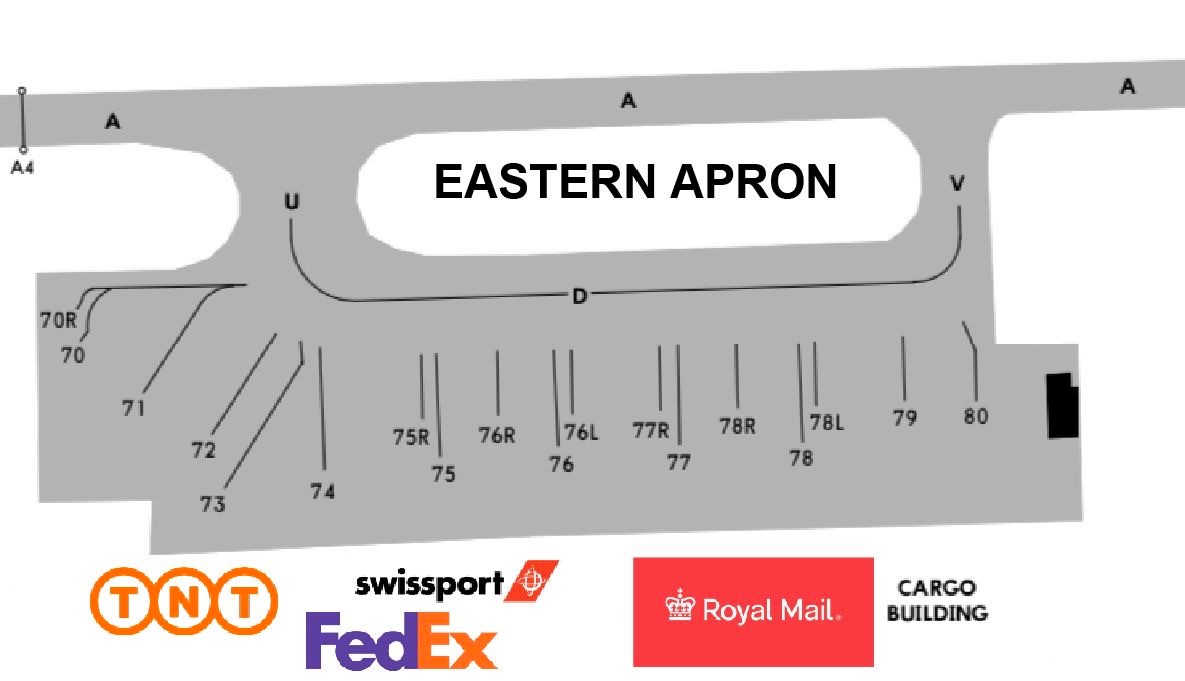 A
A
A
A4
EASTERN APRON
U
V
D
70R
70
71
72
73
74
75R
75
76R
76L
76
77R
77
78R
78L
78
79
80
TNT
swissport
FedEx
Royal Mail
CARGO
BUILDING